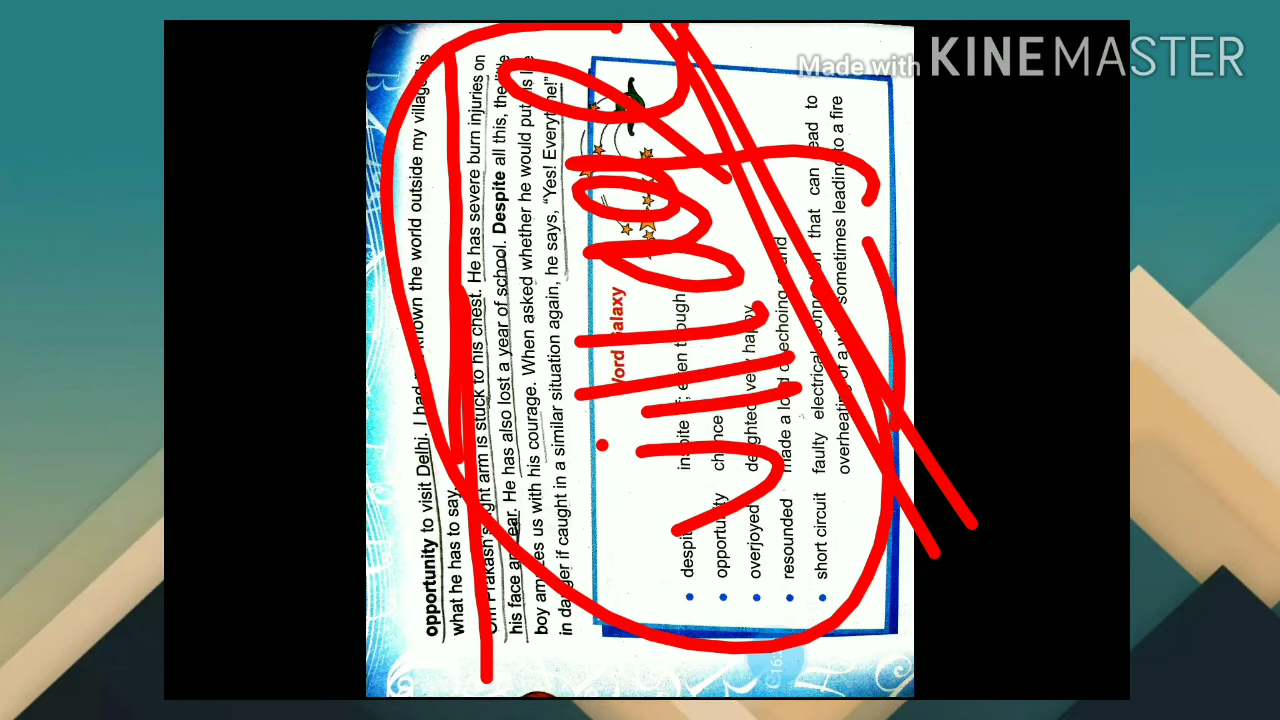 Made with KINEMASTER
opportunity to visit Delhi. I had known the world outside my village is
what he has to say.
Om Prakash's right arm is stuck to his chest. He has severe burn injuries on
his face and ear. He has also lost a year of school. Despite all this, the little
boy amazes us with his courage. When asked whether he would put his life
in danger if caught in a similar situation again, he says, “Yes! Everytime!”
Word Galaxy
village
despite inspite of; even though
opportunity chance
overjoyed delighted very happy
resounded made a loud echoing sound
short circuit faulty electrical connection that can lead to
overheating of a wire sometimes leading to a fire